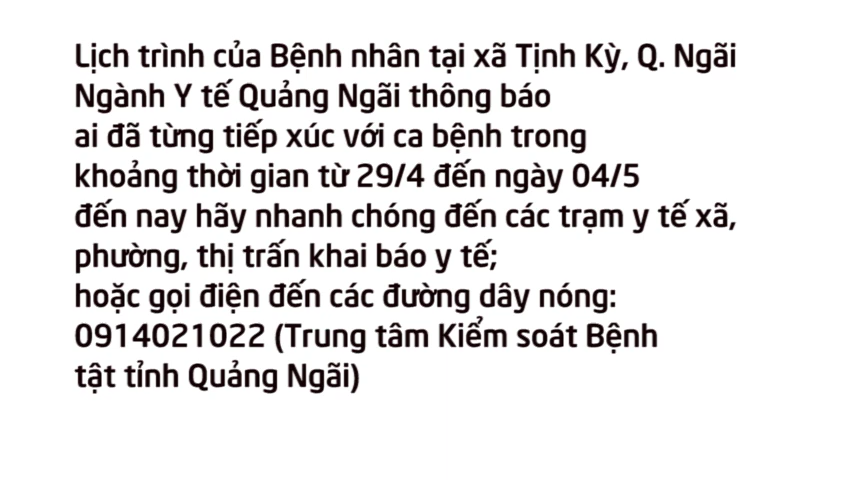 Lịch trình của Bệnh nhân tại xã Tịnh Kỳ, Q. Ngãi
Ngành Y tế Quảng Ngãi thông báo
ai đã từng tiếp xúc với ca bệnh trong
khoảng thời gian từ 29/4 đến ngày 04/5
đến nay hãy nhanh chóng đến các trạm y tế xã,
phường, thị trấn khai báo y tế;
hoặc gọi điện đến các đường dây nóng:
0914021022 (Trung tâm Kiểm soát Bệnh
tật tỉnh Quảng Ngãi)